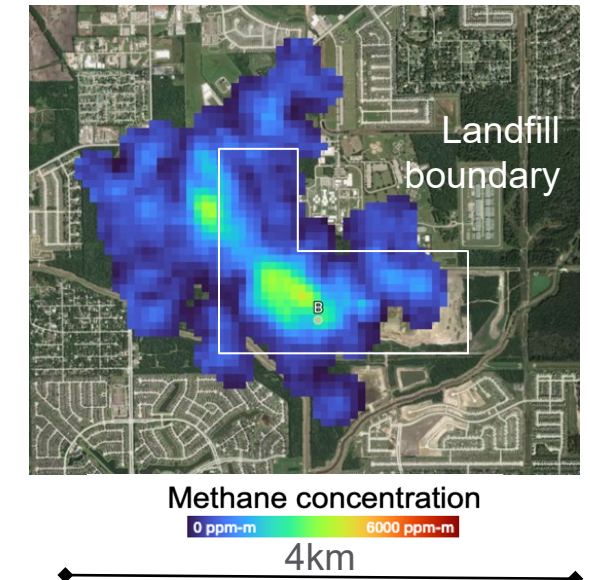 Landfill
boundary
B
Methane concentration
0 ppm-m 6000 ppm-m
4km